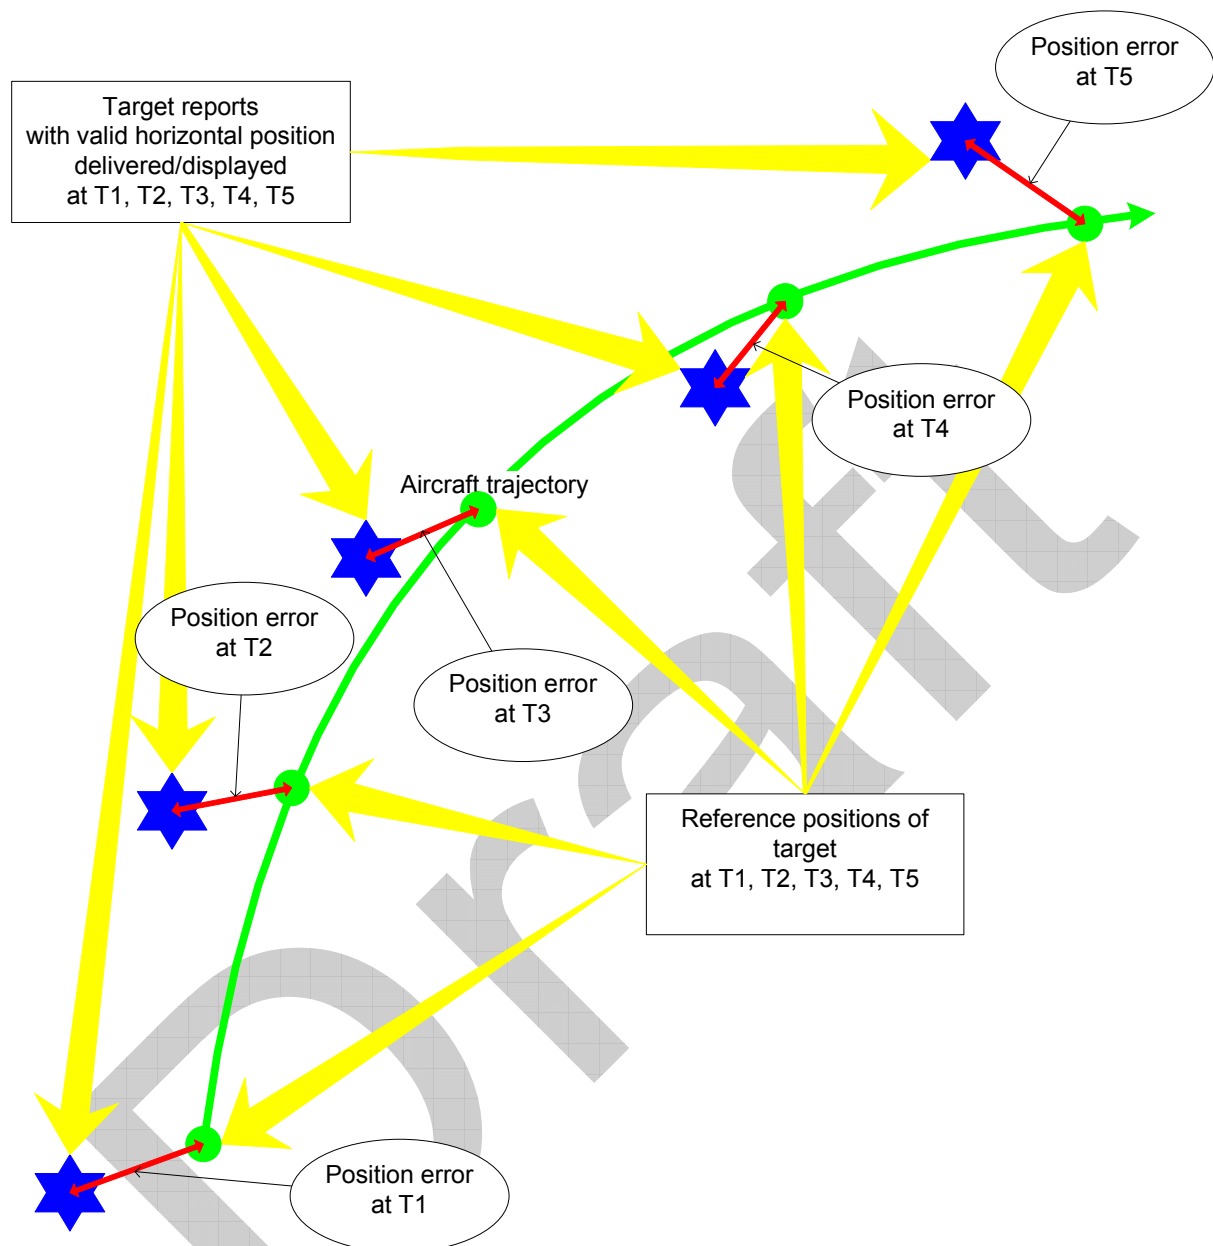 Position error
at T5
Target reports
with valid horizontal position
delivered/displayed
at T1, T2, T3, T4, T5
Position error
at T4
Aircraft trajectory
Position error
at T2
Position error
at T3
Reference positions of
target
at T1, T2, T3, T4, T5
Position error
at T1
Draft